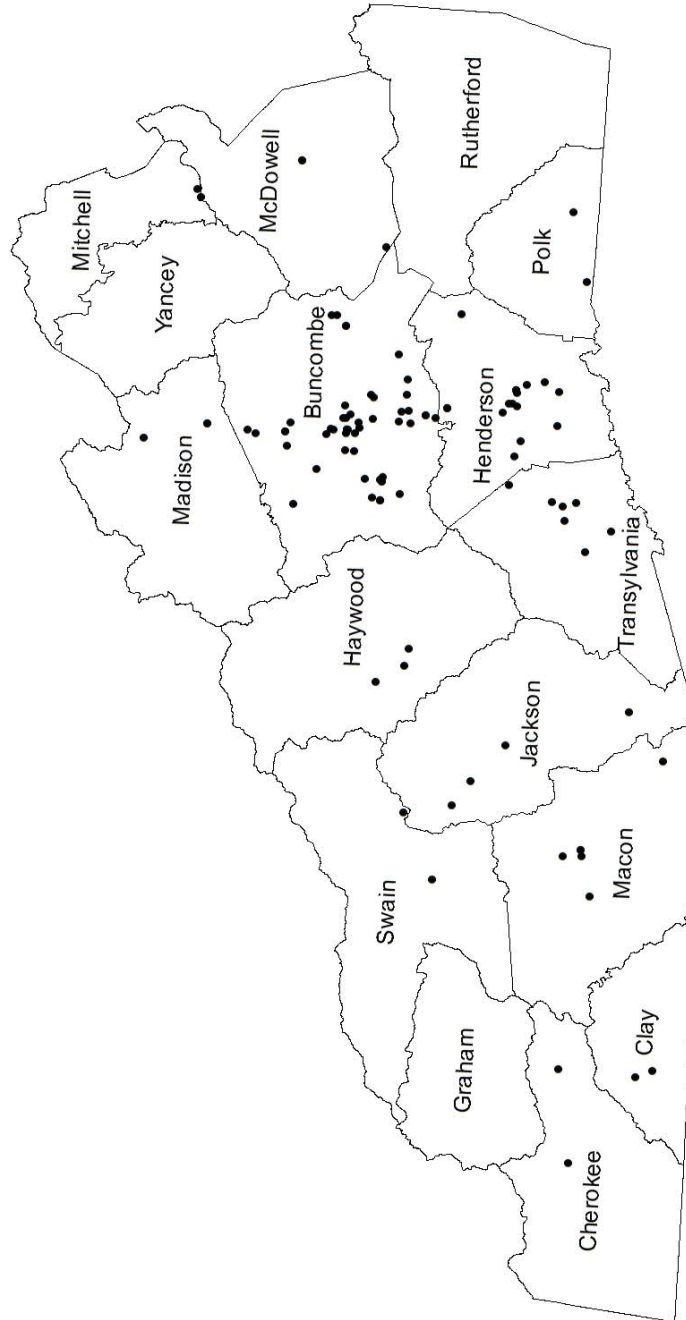 Mitchell
Yancey
McDowell
Rutherford
Madison
Buncombe
Polk
Henderson
Haywood
Transylvania
Jackson
Swain
Macon
Graham
Clay
Cherokee